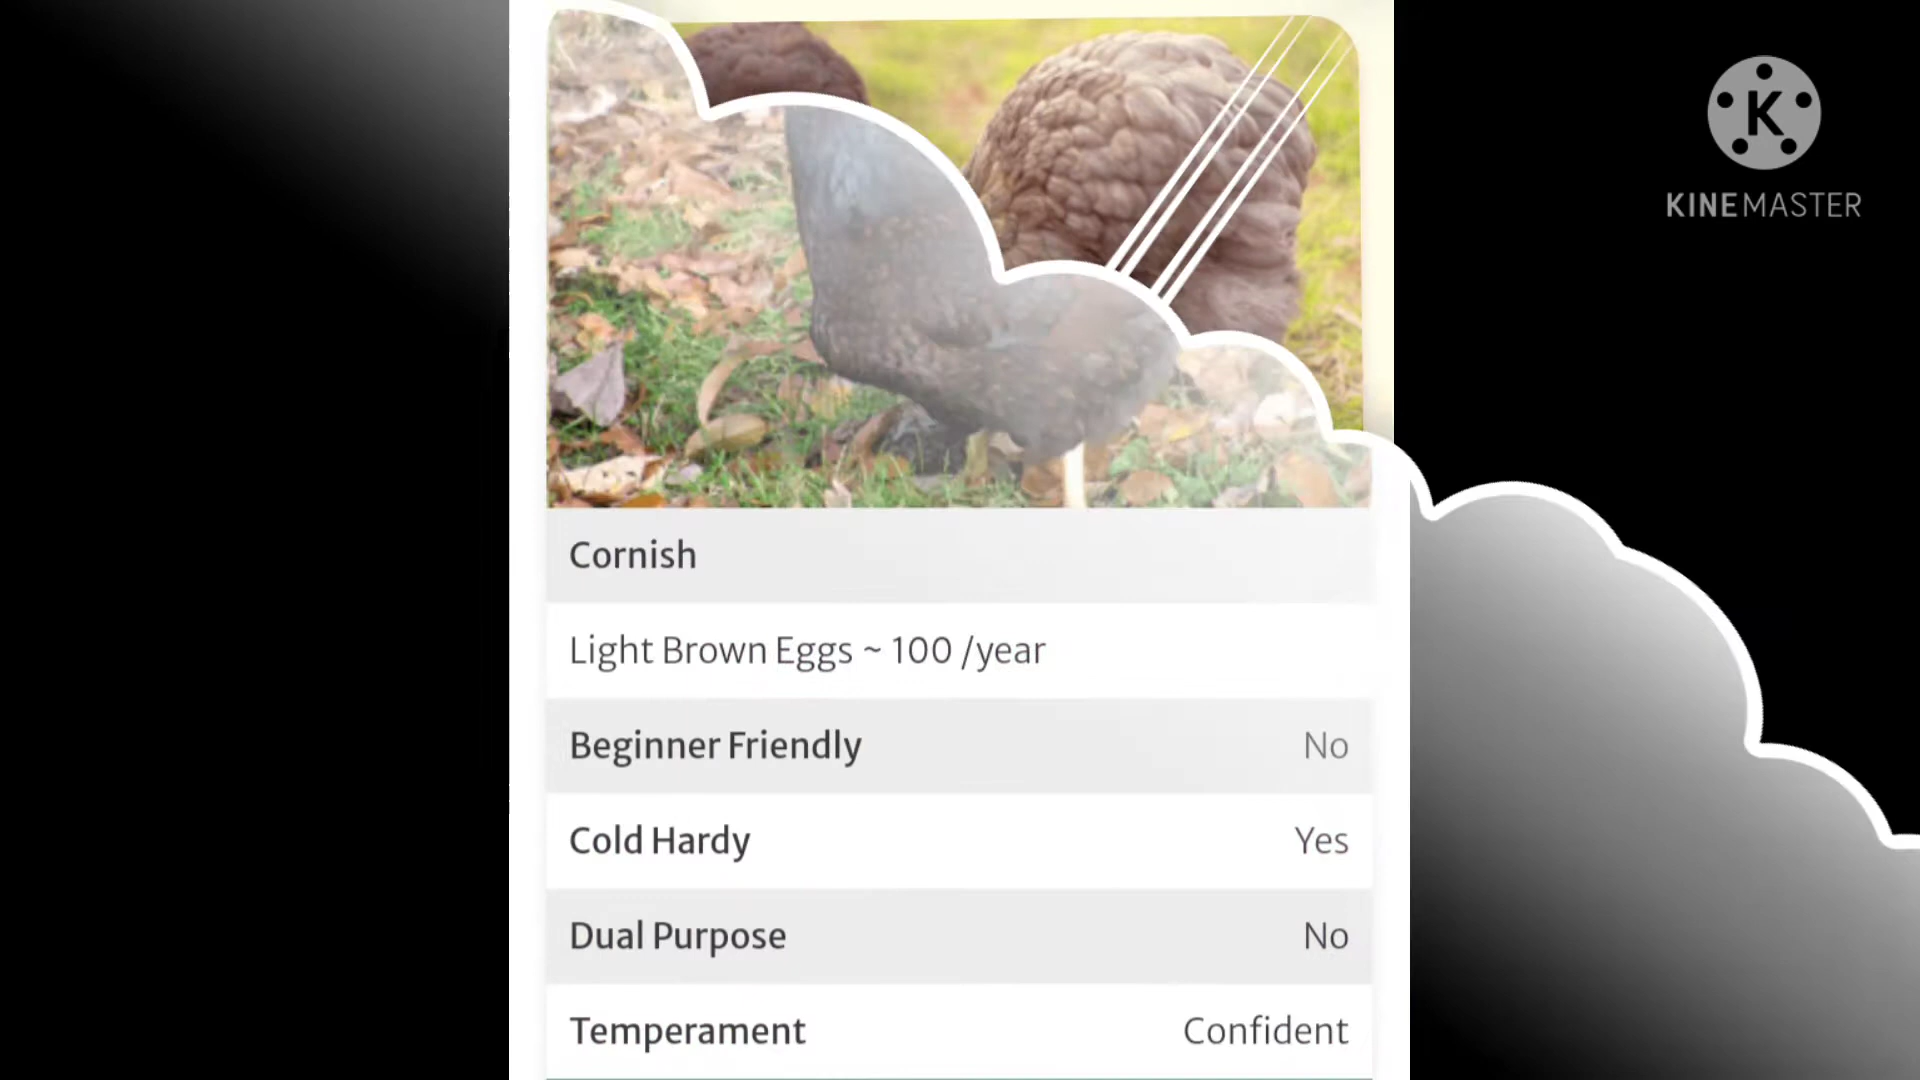 K
KINEMASTER
Cornish
Light Brown Eggs ~ 100 /year
Beginner Friendly No
Cold Hardy Yes
Dual Purpose No
Temperament Confident